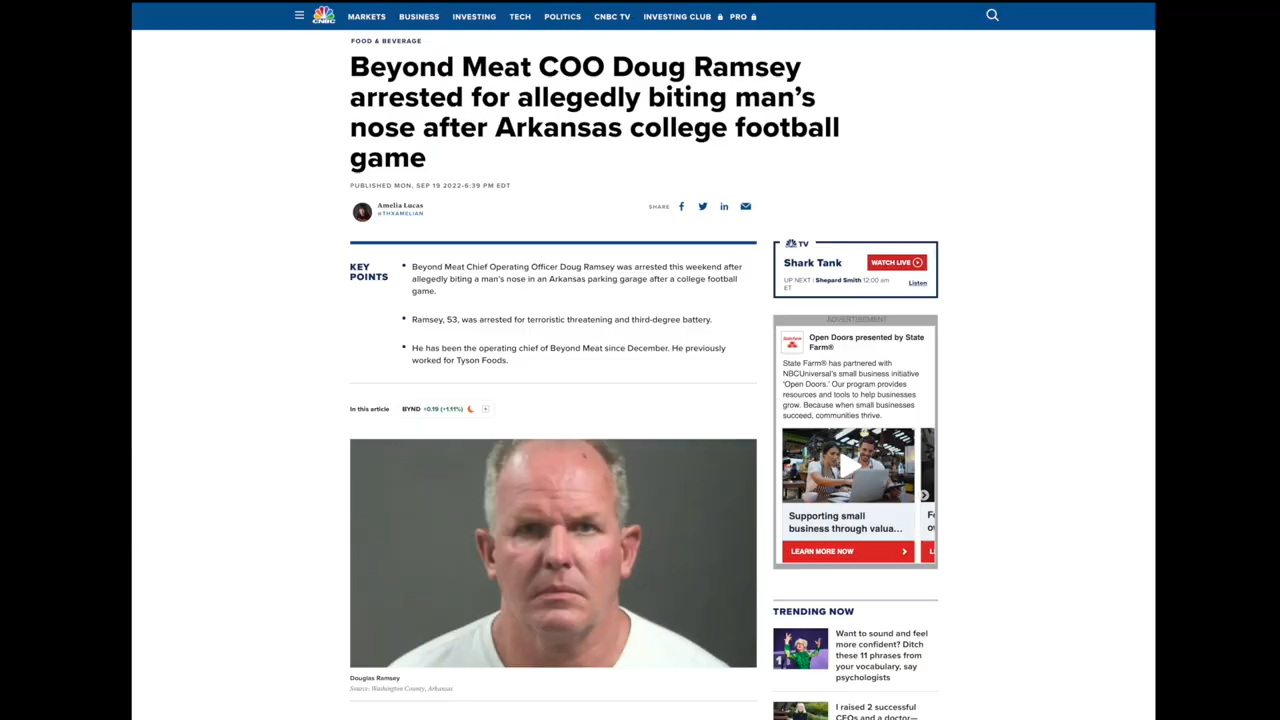 CNBC
MARKETS BUSINESS INVESTING TECH POLITICS CNBC TV INVESTING CLUB PRO
FOOD & BEVERAGE
Beyond Meat COO Doug Ramsey
arrested for allegedly biting man's
nose after Arkansas college football
game
PUBLISHED MON, SEP 19 2022•6:39 PM EDT
Amelia Lucas
@THXAMELIAN
SHARE
KEY
POINTS
• Beyond Meat Chief Operating Officer Doug Ramsey was arrested this weekend after
allegedly biting a man's nose in an Arkansas parking garage after a college football
game.
• Ramsey, 53, was arrested for terroristic threatening and third-degree battery.
• He has been the operating chief of Beyond Meat since December. He previously
worked for Tyson Foods.
In this article
BYND +0.19 (+1.11%)
Douglas Ramsey
Source: Washington County, Arkansas
CNBC TV
Shark Tank
WATCH LIVE
UP NEXT | Shepard Smith 12:00 am
ET
Listen
ADVERTISEMENT
StateFarm
Open Doors presented by State
Farm®
State Farm® has partnered with
NBCUniversal's small business initiative
'Open Doors.' Our program provides
resources and tools to help businesses
grow. Because when small businesses
succeed, communities thrive.
Supporting small
business through valua...
LEARN MORE NOW
TRENDING NOW
Want to sound and feel
more confident? Ditch
these 11 phrases from
your vocabulary, say
psychologists
I raised 2 successful
CEOs and a doctor—